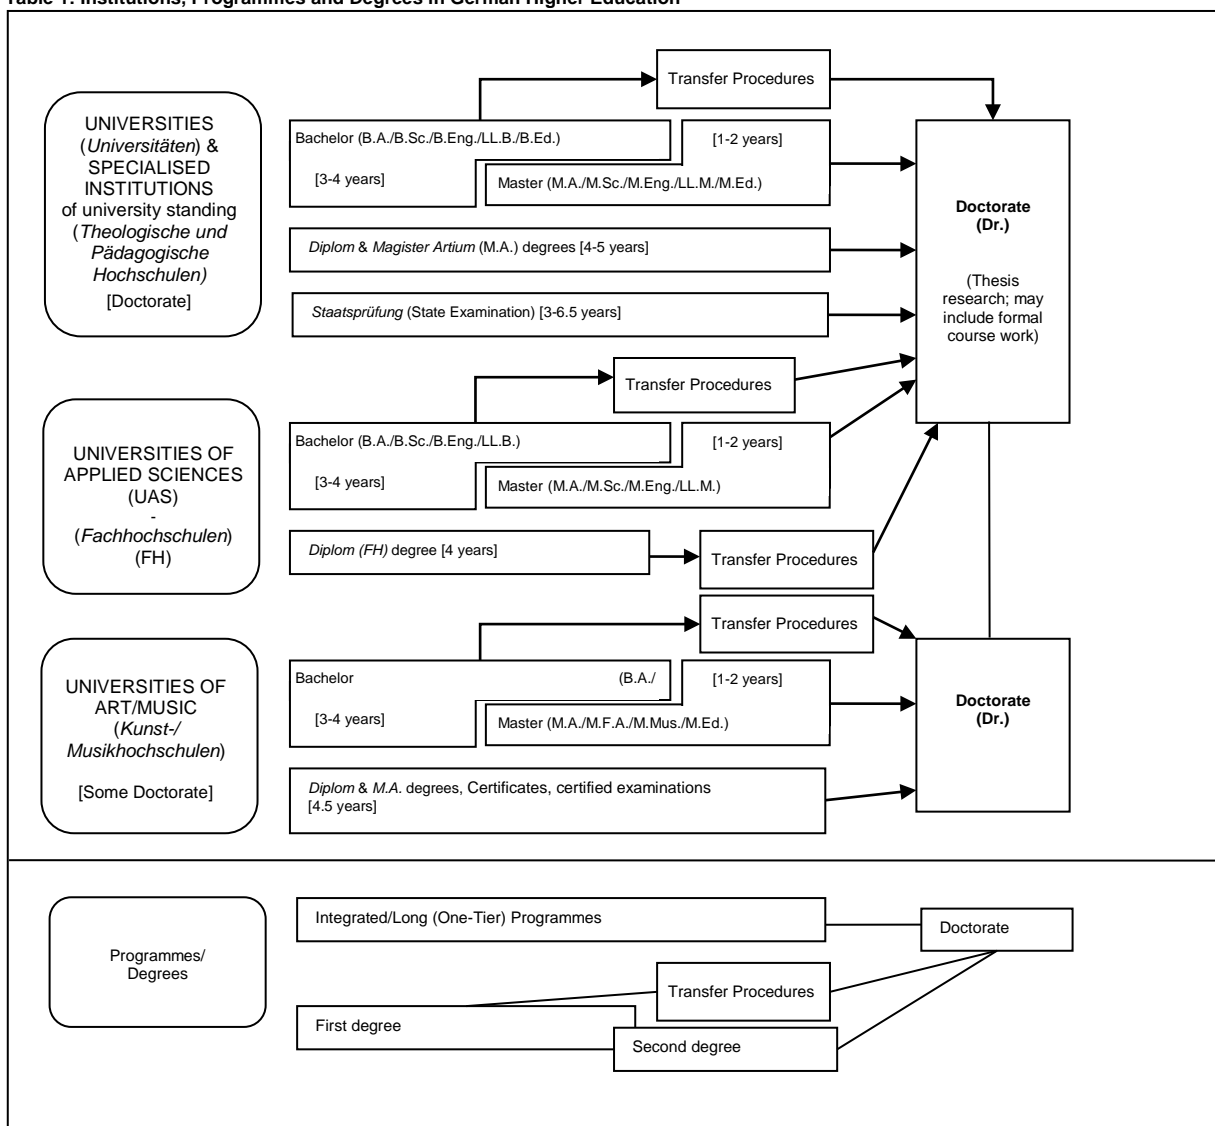 Table 1: Institutions, Programmes and Degrees in German Higher Education
Transfer Procedures
UNIVERSITIES
(Universitäten) &
SPECIALISED
INSTITUTIONS
of university standing
(Theologische und
Pädagogische
Hochschulen)
[Doctorate]
Bachelor (B.A./B.Sc./B.Eng./LL.B./B.Ed.)
[3-4 years]
[1-2 years]
Master (M.A./M.Sc./M.Eng./LL.M./M.Ed.)
Diplom & Magister Artium (M.A.) degrees [4-5 years]
Staatsprüfung (State Examination) [3-6.5 years]
Doctorate
(Dr.)
(Thesis
research; may
include formal
course work)
Transfer Procedures
UNIVERSITIES OF
APPLIED SCIENCES
(UAS)
-
(Fachhochschulen)
(FH)
Bachelor (B.A./B.Sc./B.Eng./LL.B.)
[3-4 years]
[1-2 years]
Master (M.A./M.Sc./M.Eng./LL.M.)
Diplom (FH) degree [4 years]
Transfer Procedures
Transfer Procedures
UNIVERSITIES OF
ART/MUSIC
(Kunst-/
Musikhochschulen)
[Some Doctorate]
Bachelor (B.A./
[3-4 years]
[1-2 years]
Master (M.A./M.F.A./M.Mus./M.Ed.)
Diplom & M.A. degrees, Certificates, certified examinations
[4.5 years]
Doctorate
(Dr.)
Programmes/
Degrees
Integrated/Long (One-Tier) Programmes
Doctorate
Transfer Procedures
First degree
Second degree